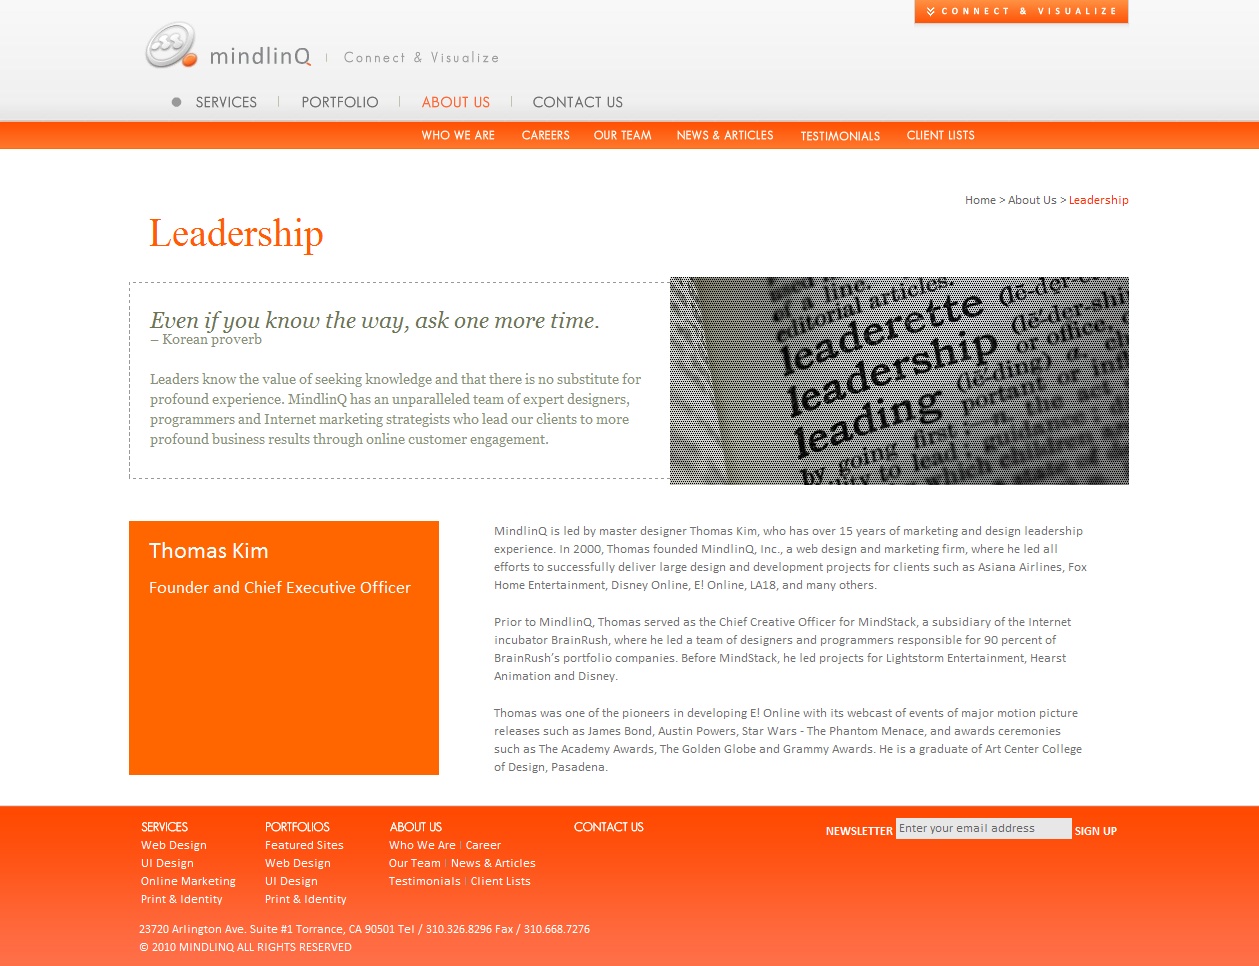 CONNECT & VISUALIZE
mindlinQ | Connect & Visualize
SERVICES | PORTFOLIO | ABOUT US | CONTACT US
WHO WE ARE CAREERS OUR TEAM NEWS & ARTICLES TESTIMONIALS CLIENT LISTS
Home > About Us > Leadership
Leadership
Even if you know the way, ask one more time.
– Korean proverb
Leaders know the value of seeking knowledge and that there is no substitute for
profound experience. MindlinQ has an unparalleled team of expert designers,
programmers and Internet marketing strategists who lead our clients to more
profound business results through online customer engagement.
of a line.
editorial articles.
leaderette (lē-der-et
leadership (lē'der-shi
or office,
leading (lē'ding) a.
portant or inf
by going first;—n. the act
to lead; guidance
which children
state of
Thomas Kim
Founder and Chief Executive Officer
MindlinQ is led by master designer Thomas Kim, who has over 15 years of marketing and design leadership
experience. In 2000, Thomas founded MindlinQ, Inc., a web design and marketing firm, where he led all
efforts to successfully deliver large design and development projects for clients such as Asiana Airlines, Fox
Home Entertainment, Disney Online, E! Online, LA18, and many others.
Prior to MindlinQ, Thomas served as the Chief Creative Officer for MindStack, a subsidiary of the Internet
incubator BrainRush, where he led a team of designers and programmers responsible for 90 percent of
BrainRush's portfolio companies. Before MindStack, he led projects for Lightstorm Entertainment, Hearst
Animation and Disney.
Thomas was one of the pioneers in developing E! Online with its webcast of events of major motion picture
releases such as James Bond, Austin Powers, Star Wars - The Phantom Menace, and awards ceremonies
such as The Academy Awards, The Golden Globe and Grammy Awards. He is a graduate of Art Center College
of Design, Pasadena.
SERVICES PORTFOLIOS ABOUT US CONTACT US NEWSLETTER Enter your email address SIGN UP
Web Design Featured Sites Who We Are | Career
UI Design Web Design Our Team | News & Articles
Online Marketing UI Design Testimonials | Client Lists
Print & Identity Print & Identity
23720 Arlington Ave. Suite #1 Torrance, CA 90501 Tel / 310.326.8296 Fax / 310.668.7276
© 2010 MINDLINQ ALL RIGHTS RESERVED